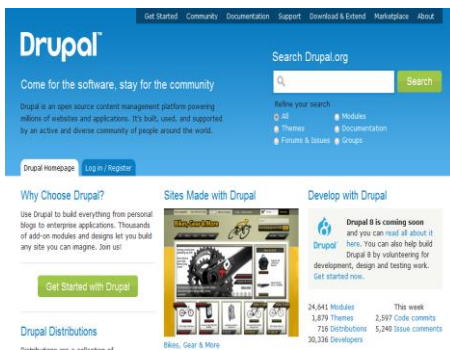 Get Started Community Documentation Support Download & Extend Marketplace About
Drupal™
Come for the software, stay for the community
Drupal is an open source content management platform powering
millions of websites and applications. It's built, used, and supported
by an active and diverse community of people around the world.
Search Drupal.org
Search
Refine your search
All
Modules
Themes
Documentation
Forums & Issues
Groups
Drupal Homepage Log in / Register
Why Choose Drupal?
Use Drupal to build everything from personal
blogs to enterprise applications. Thousands
of add-on modules and designs let you build
any site you can imagine. Join us!
Get Started with Drupal
Drupal Distributions
Distributions are a collection of
Sites Made with Drupal
Bikes, Gear & More
Bikes, Gear & More
Develop with Drupal
Drupal
Drupal 8 is coming soon
and you can read all about it
here. You can also help build
Drupal 8 by volunteering for
development, design and testing work.
Get started now.
24,641 Modules
1,879 Themes
716 Distributions
30,336 Developers
This week
2,597 Code commits
5,240 Issue comments